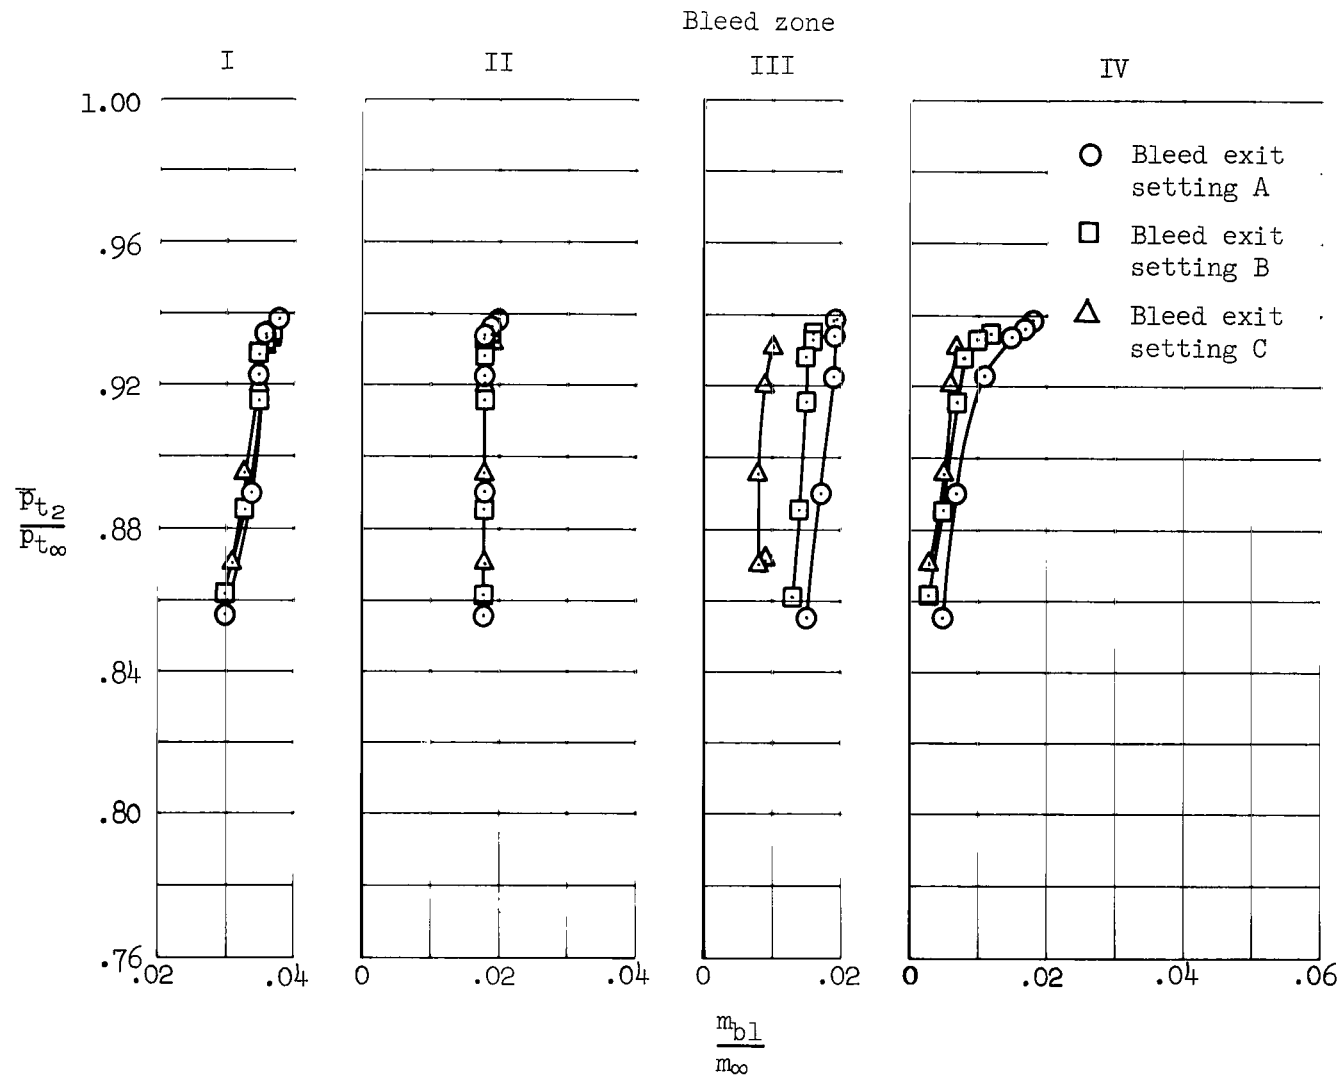 Bleed zone
I II III IV
1.00
.96
.92
.88
.84
.80
.76
p̅t2
pt∞
Bleed exit
setting A
Bleed exit
setting B
Bleed exit
setting C
.02 .04 0 .02 .04 0 .02 0 .02 .04 .06
mbl
m∞